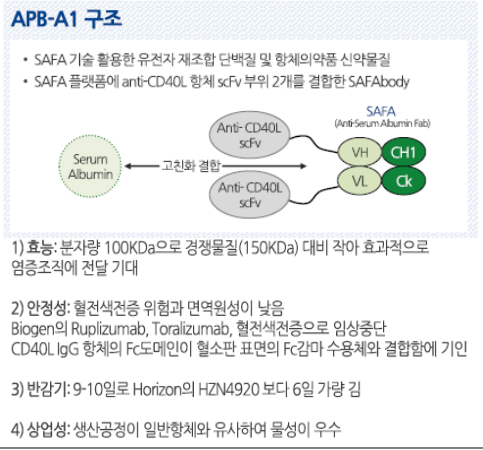 APB-A1 구조
• SAFA 기술 활용한 유전자 재조합 단백질 및 항체의약품 신약물질
• SAFA 플랫폼에 anti-CD40L 항체 scFv 부위 2개를 결합한 SAFAbody
SAFA
(Anti-Serum Albumin Fab)
Anti- CD40L
scFv
VH
CH1
Serum
Albumin
고친화 결합
Anti- CD40L
scFv
VL
Ck
1) 효능: 분자량 100KDa으로 경쟁물질(150KDa) 대비 작아 효과적으로
염증조직에 전달 기대
2) 안정성: 혈전색전증 위험과 면역원성이 낮음
Biogen의 Ruplizumab, Toralizumab, 혈전색전증으로 임상중단
CD40L IgG 항체의 Fc도메인이 혈소판 표면의 Fc감마 수용체와 결합함에 기인
3) 반감기: 9-10일로 Horizon의 HZN4920 보다 6일 가량 김
4) 상업성: 생산공정이 일반항체와 유사하여 물성이 우수